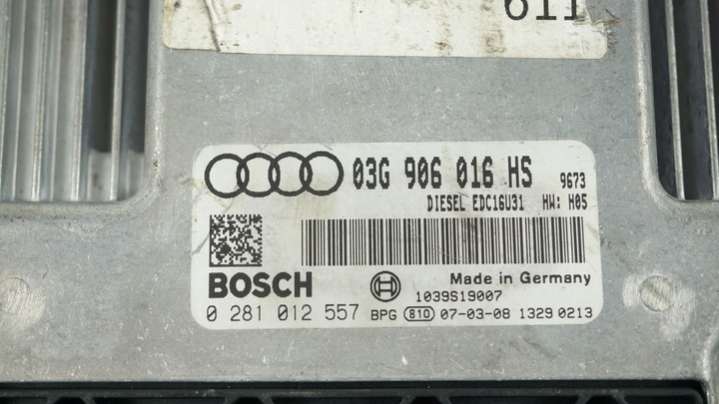 611
03G 906 016 HS 9673
DIESEL EDC16U31 HW: H05
BOSCH
Made in Germany
1039S19007
0 281 012 557 BPG 810 07-03-08 1329 0213